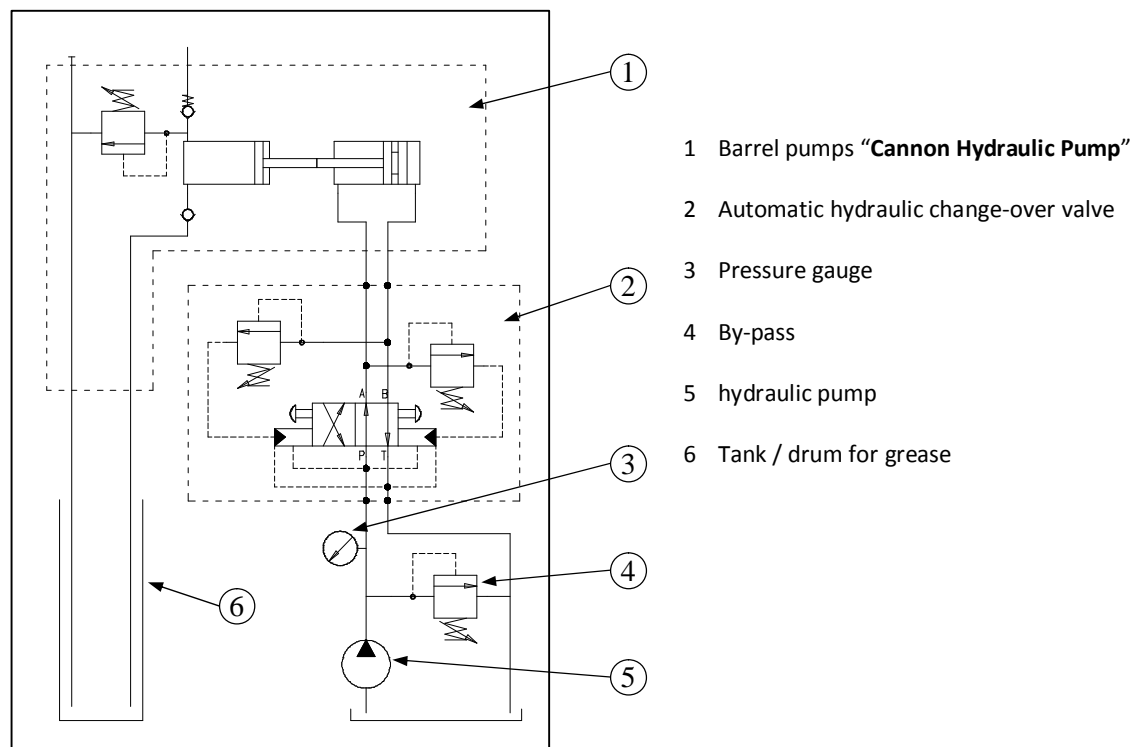 1
1 Barrel pumps “Cannon Hydraulic Pump”
2 Automatic hydraulic change-over valve
2
3 Pressure gauge
4 By-pass
A B
5 hydraulic pump
P T
6 Tank / drum for grease
3
4
6
5